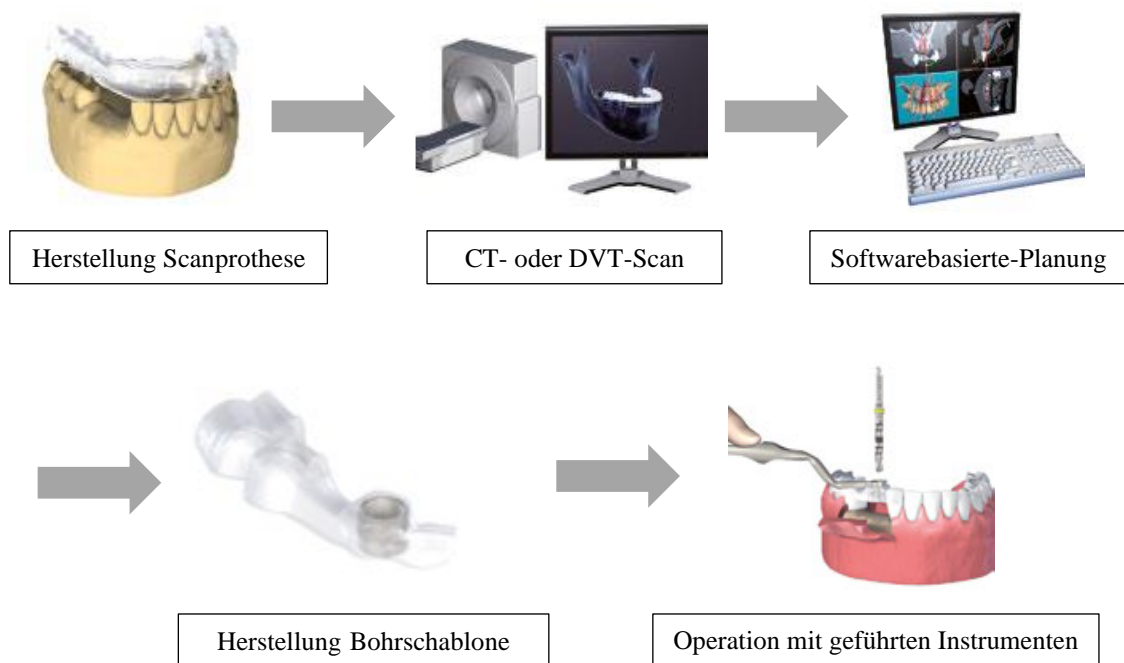 Herstellung Scanprothese
CT- oder DVT-Scan
Softwarebasierte-Planung
Herstellung Bohrschablone
Operation mit geführten Instrumenten